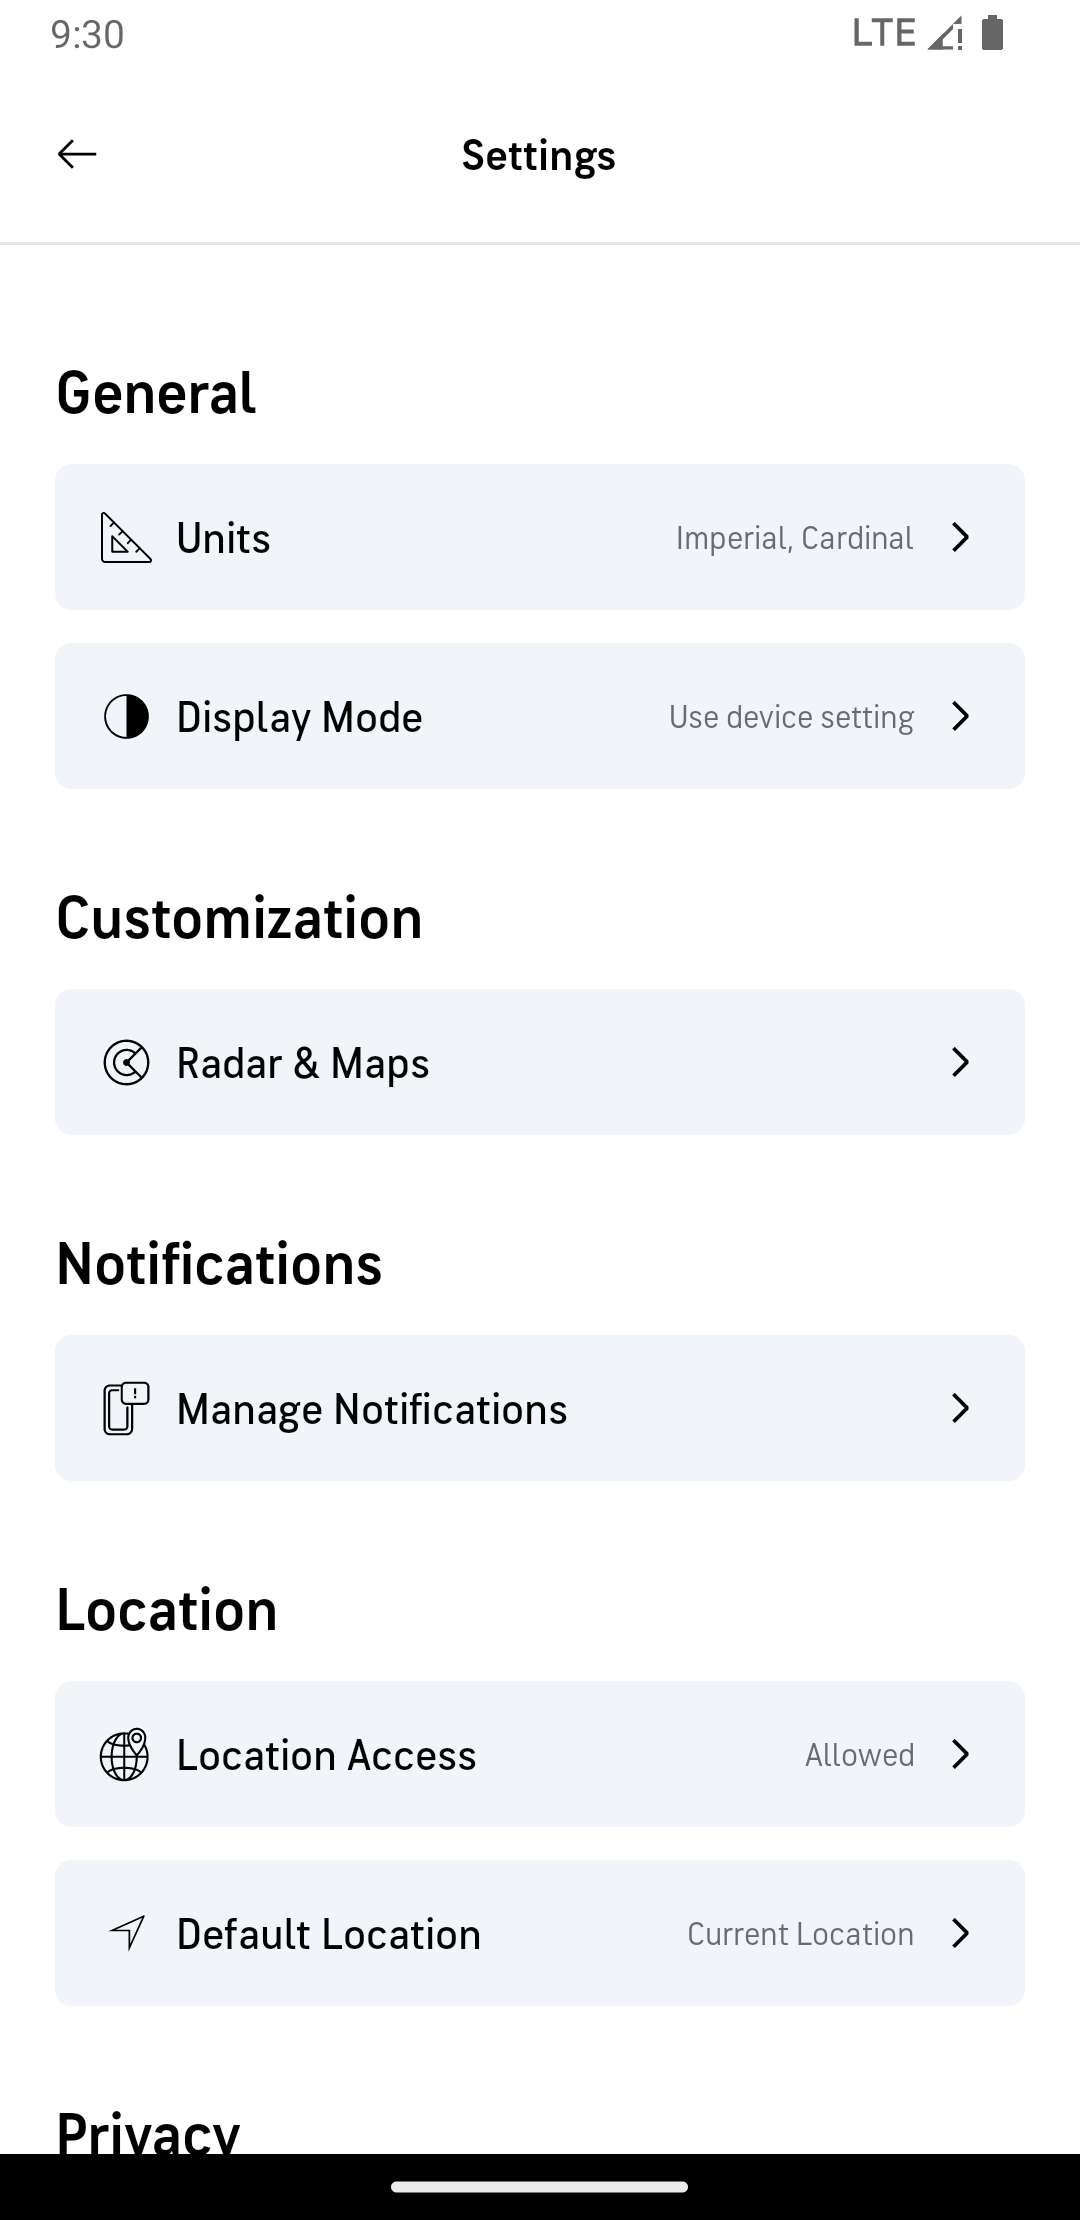 9:30 LTE
Settings
General
Units Imperial, Cardinal
Display Mode Use device setting
Customization
Radar & Maps
Notifications
Manage Notifications
Location
Location Access Allowed
Default Location Current Location
Privacy